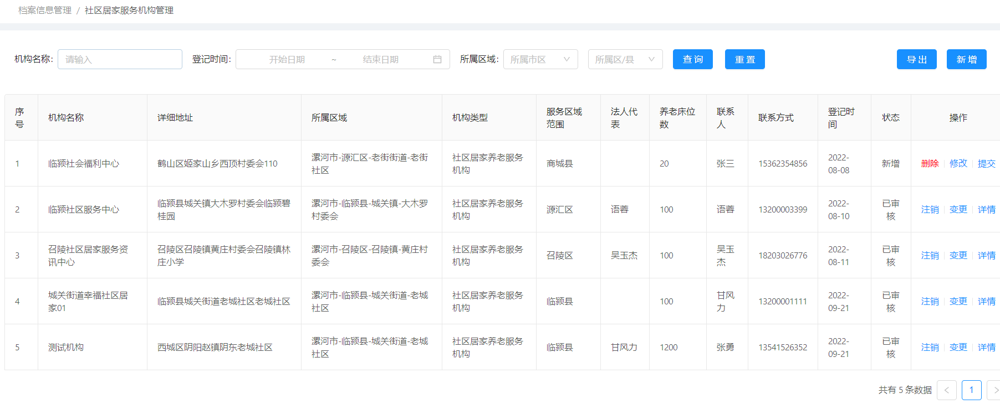 档案信息管理 / 社区居家服务机构管理
机构名称: 请输入 登记时间: 开始日期 ~ 结束日期 所属区域: 所属市区 所属区/县 查询 重置 导出 新增
序号 机构名称 详细地址 所属区域 机构类型 服务区域范围 法人代表 养老床位数 联系人 联系方式 登记时间 状态 操作
1 临颍社会福利中心 鹤山区姬家山乡西顶村委会110 漯河市-源汇区-老街街道-老街社区 社区居家养老服务机构 商城县 20 张三 15362354856 2022-08-08 新增 删除 修改 提交
2 临颍社区服务中心 临颍县城关镇大木罗村委会临颍碧桂园 漯河市-临颍县-城关镇-大木罗村委会 社区居家养老服务机构 源汇区 语蓉 100 语蓉 13200003399 2022-08-10 已审核 注销 变更 详情
3 召陵社区居家服务资讯中心 召陵区召陵镇黄庄村委会召陵镇林庄小学 漯河市-召陵区-召陵镇-黄庄村委会 社区居家养老服务机构 召陵区 吴玉杰 100 吴玉杰 18203026776 2022-08-11 已审核 注销 变更 详情
4 城关街道幸福社区居家01 临颍县城关街道老城社区老城社区 漯河市-临颍县-城关街道-老城社区 社区居家养老服务机构 临颍县 100 甘风力 13200001111 2022-09-21 已审核 注销 变更 详情
5 测试机构 西城区阴阳赵镇阴东老城社区 漯河市-临颍县-城关街道-老城社区 社区居家养老服务机构 临颍县 甘风力 1200 张勇 13541526352 2022-09-21 已审核 注销 变更 详情
共有 5 条数据 < 1 >